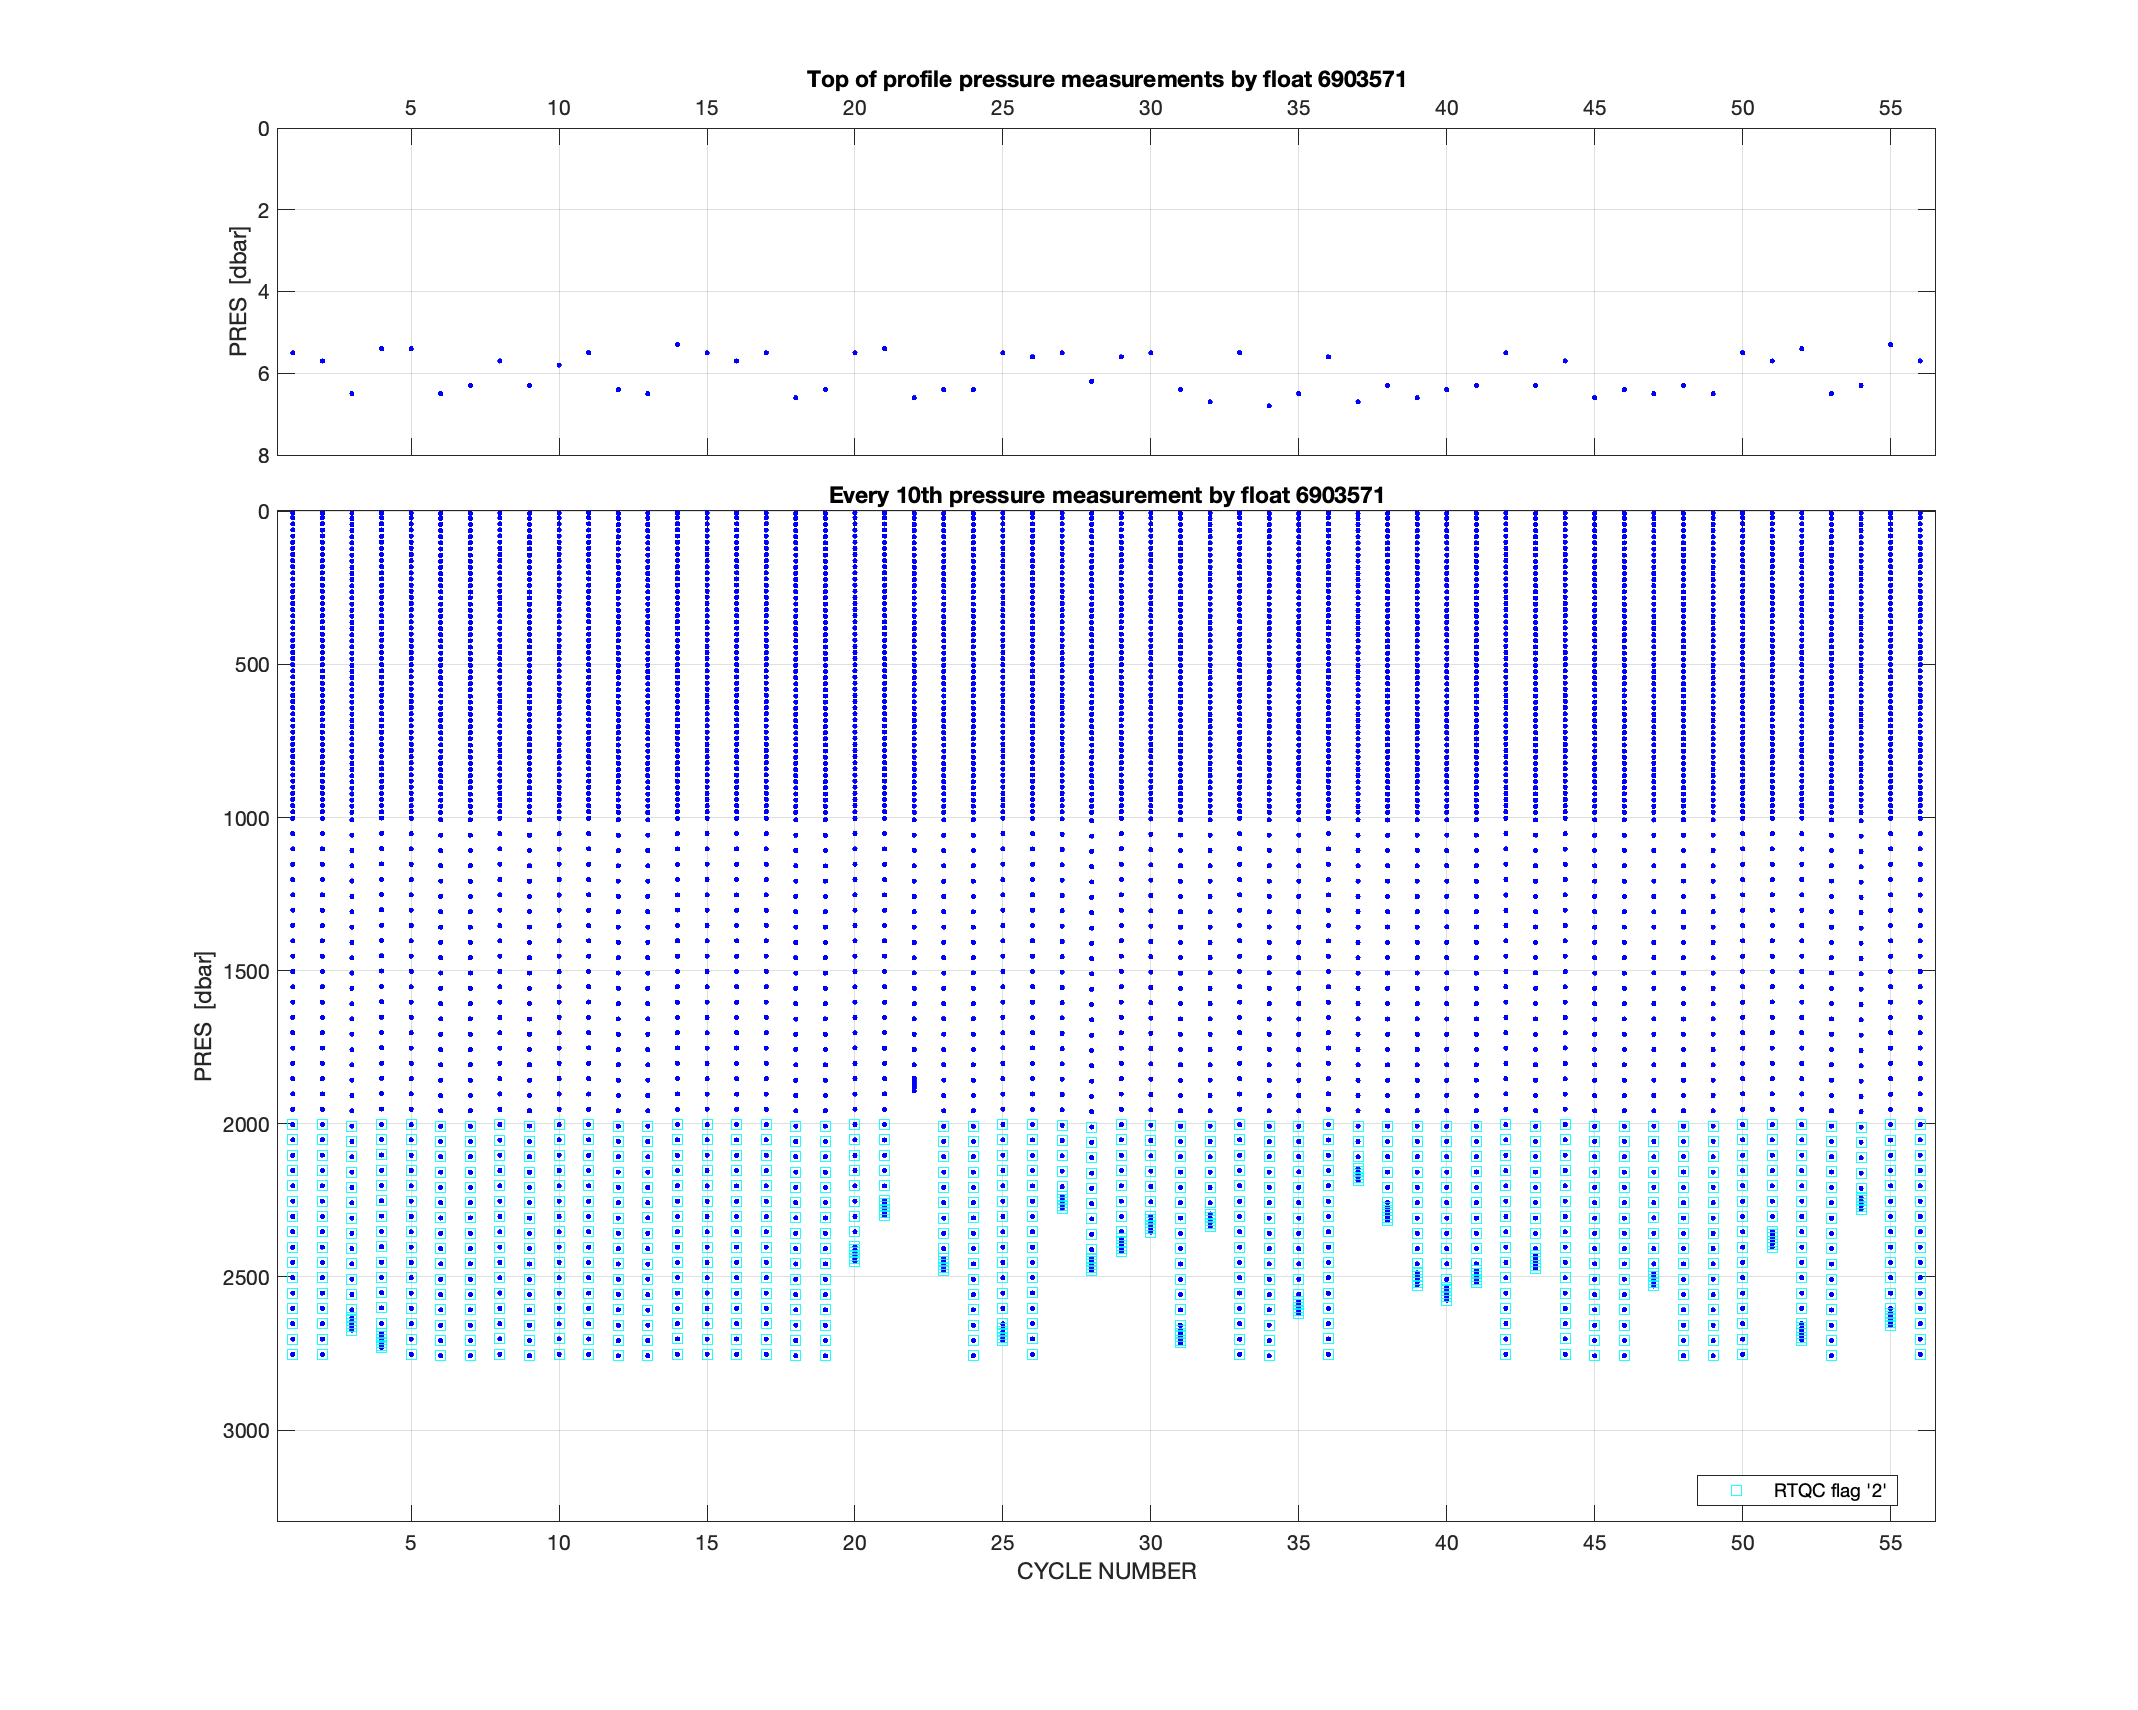 Top of profile pressure measurements by float 6903571
5 10 15 20 25 30 35 40 45 50 55
0
2
4
6
8
PRES [dbar]
Every 10th pressure measurement by float 6903571
0
500
1000
1500
2000
2500
3000
PRES [dbar]
RTQC flag '2'
5 10 15 20 25 30 35 40 45 50 55
CYCLE NUMBER